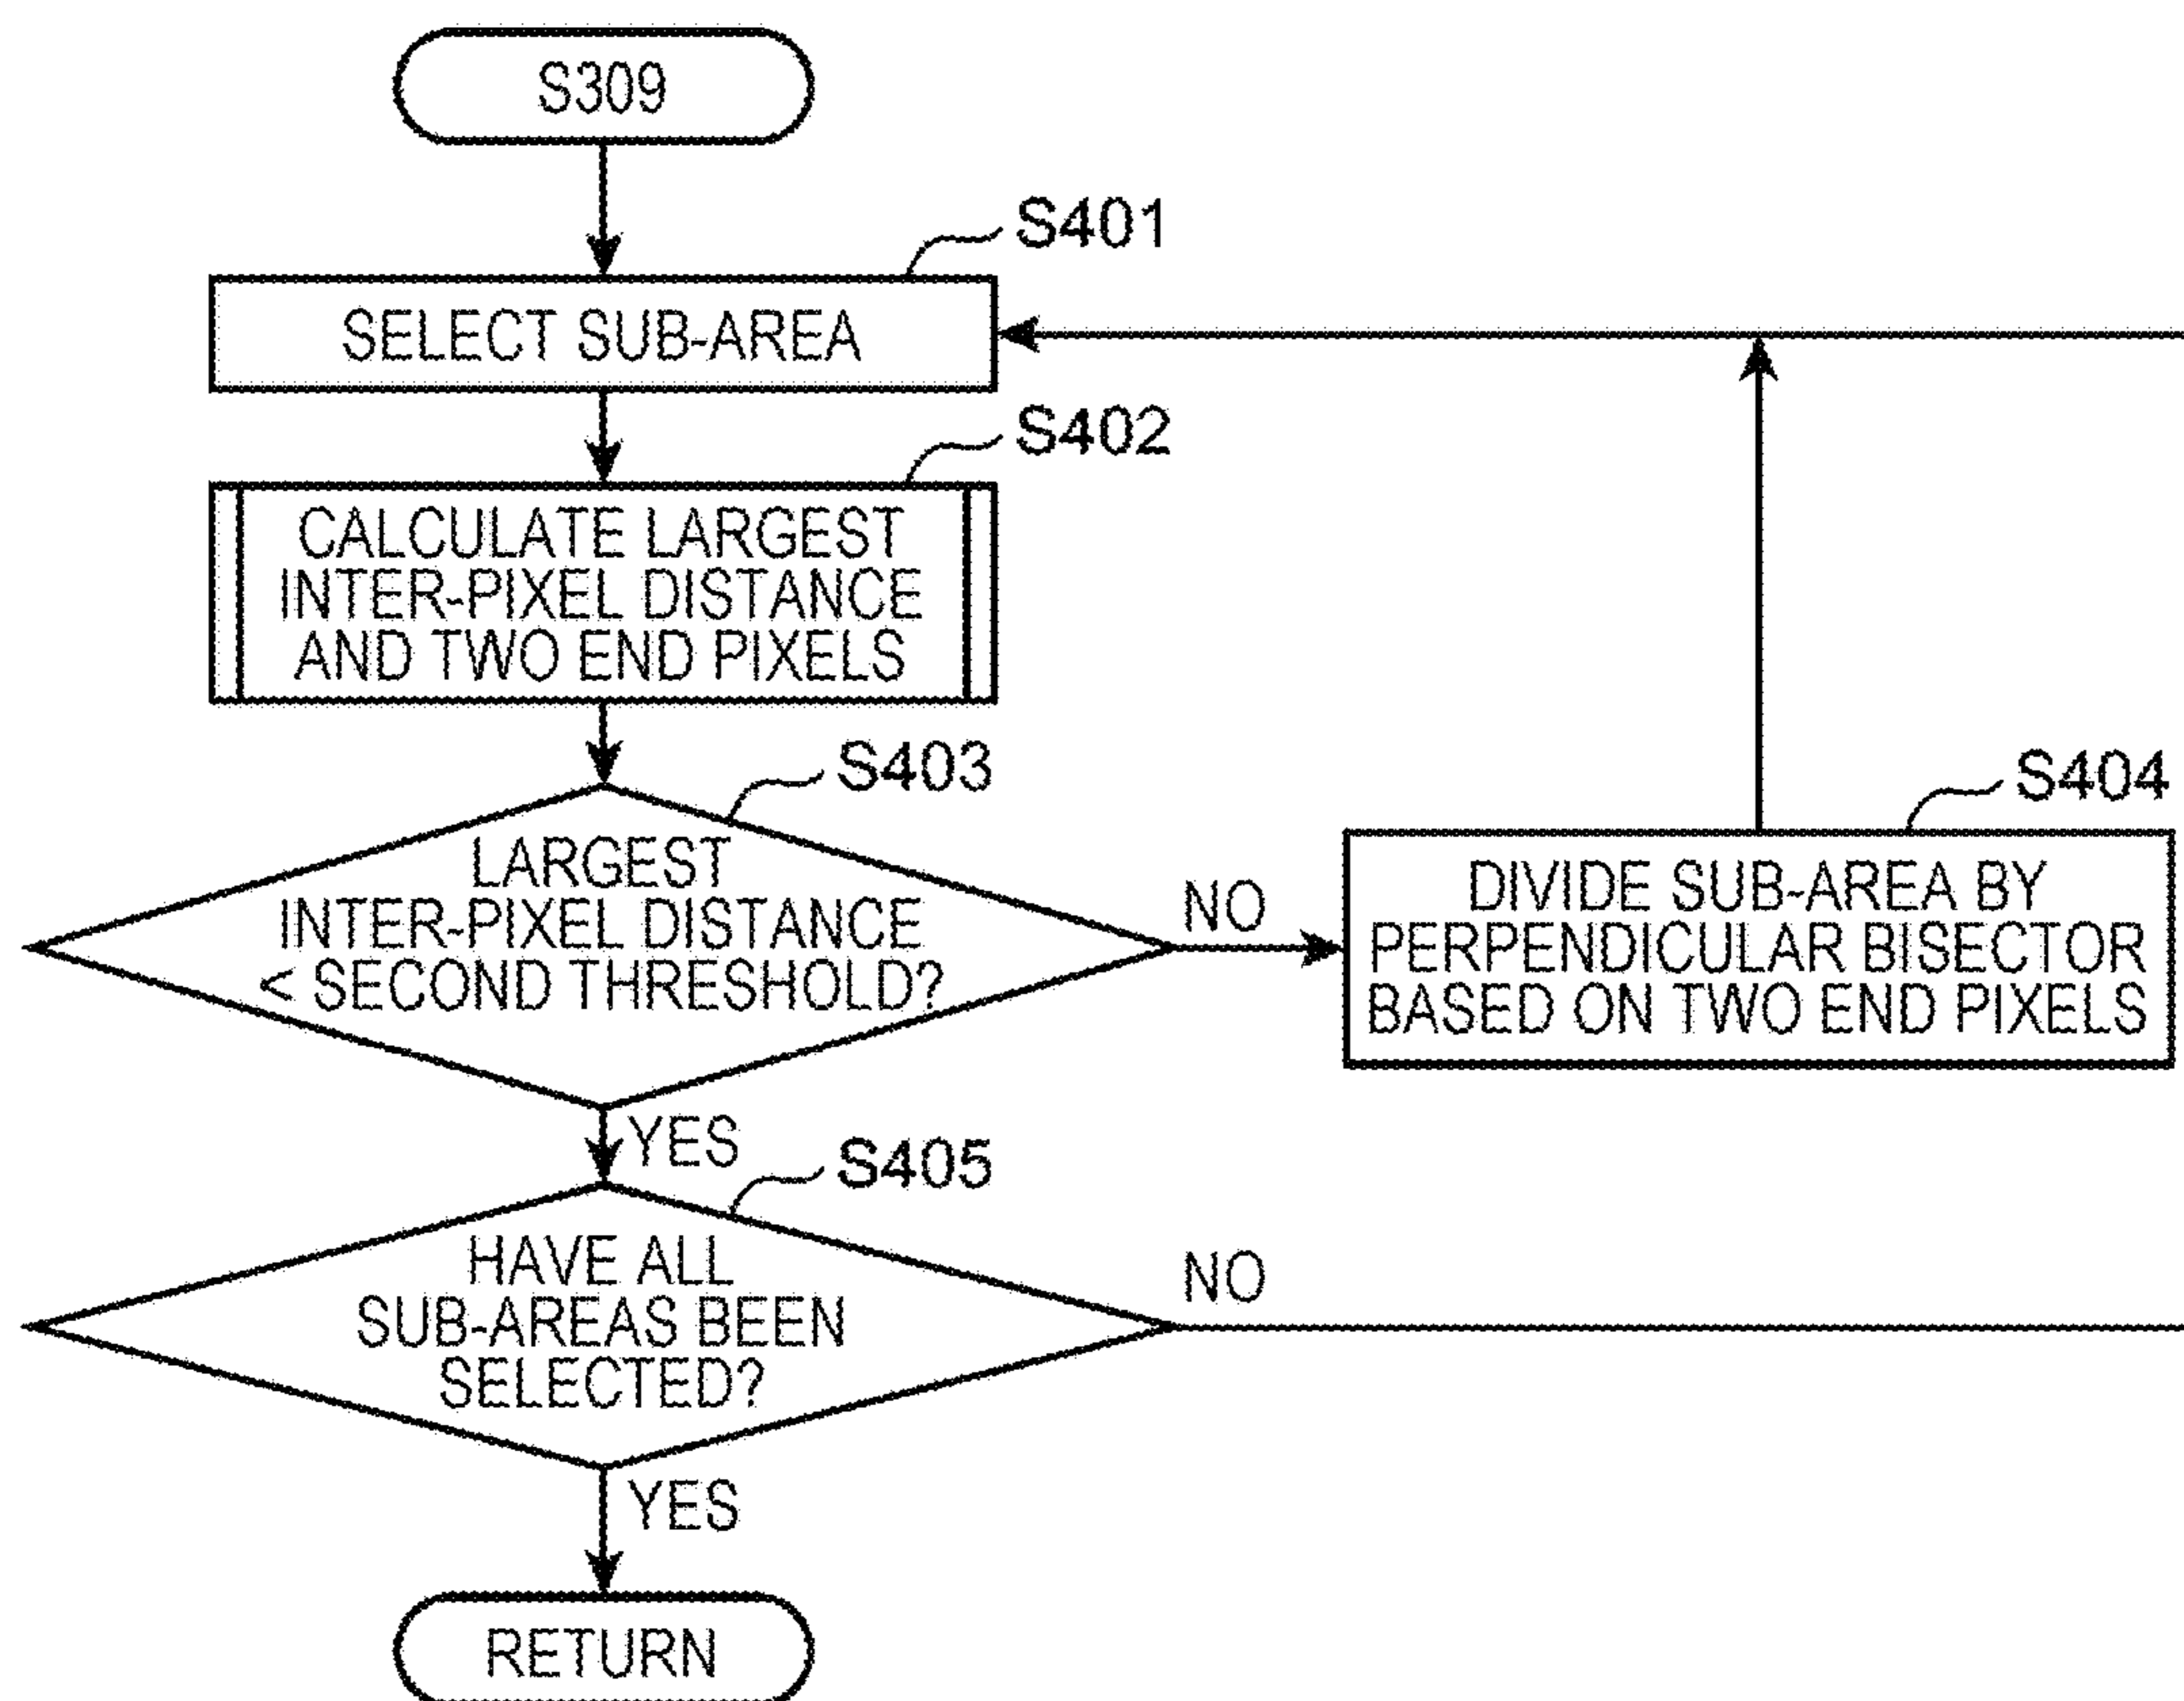 S309
S401
SELECT SUB-AREA
S402
CALCULATE LARGEST
INTER-PIXEL DISTANCE
AND TWO END PIXELS
S403
LARGEST
INTER-PIXEL DISTANCE
< SECOND THRESHOLD?
NO
S404
DIVIDE SUB-AREA BY
PERPENDICULAR BISECTOR
BASED ON TWO END PIXELS
YES
S405
HAVE ALL
SUB-AREAS BEEN
SELECTED?
NO
YES
RETURN